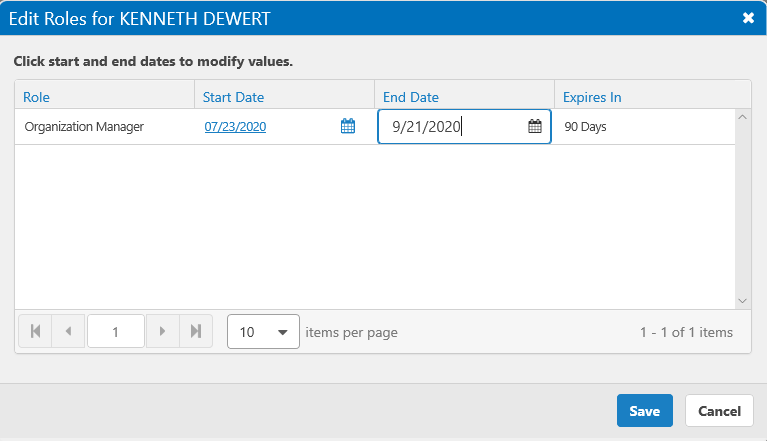 Edit Roles for KENNETH DEWERT
Click start and end dates to modify values.
Role Start Date End Date Expires In
Organization Manager 07/23/2020 9/21/2020 90 Days
1 10 items per page 1 - 1 of 1 items
Save Cancel